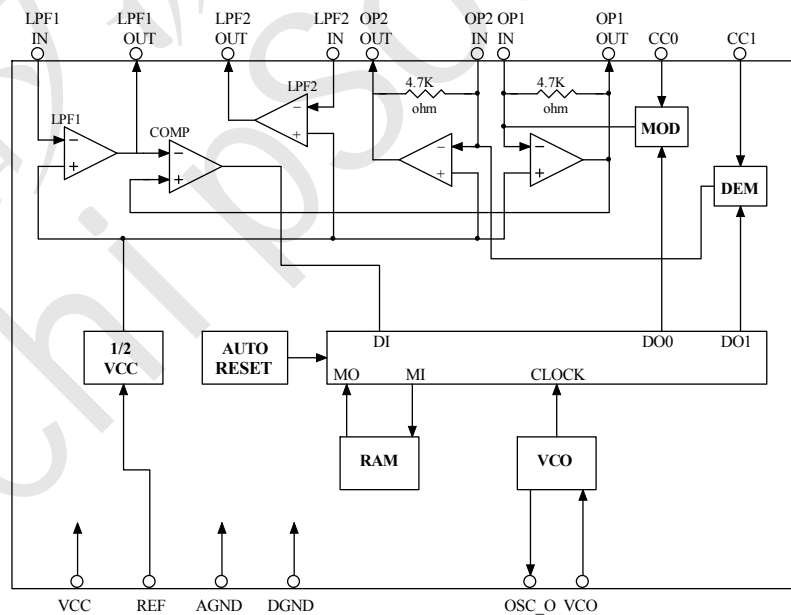 LPF1 LPF1 LPF2 LPF2 OP2 OP2 OP1 OP1
IN OUT OUT IN OUT IN IN OUT CC0 CC1
4.7K 4.7K
LPF2
ohm ohm
LPF1
COMP
MOD
− + − + − + − + − +
DEM
1/2
VCC
AUTO
RESET
DI DO0 DO1
MO MI CLOCK
RAM VCO
VCC REF AGND DGND OSC_O VCO
chipso